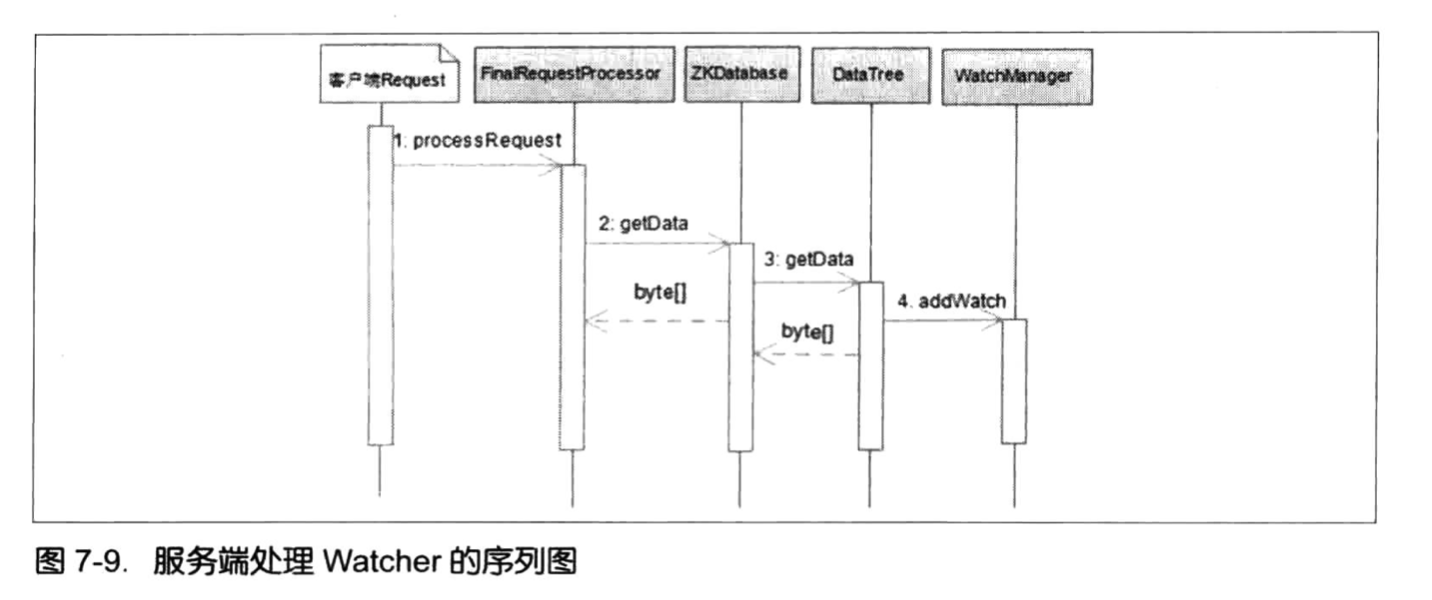 客户端Request
FinalRequestProcessor
ZKDatabase
DataTree
WatchManager
1: processRequest
2: getData
3: getData
byte[]
4. addWatch
byte[]
图 7-9. 服务端处理 Watcher 的序列图